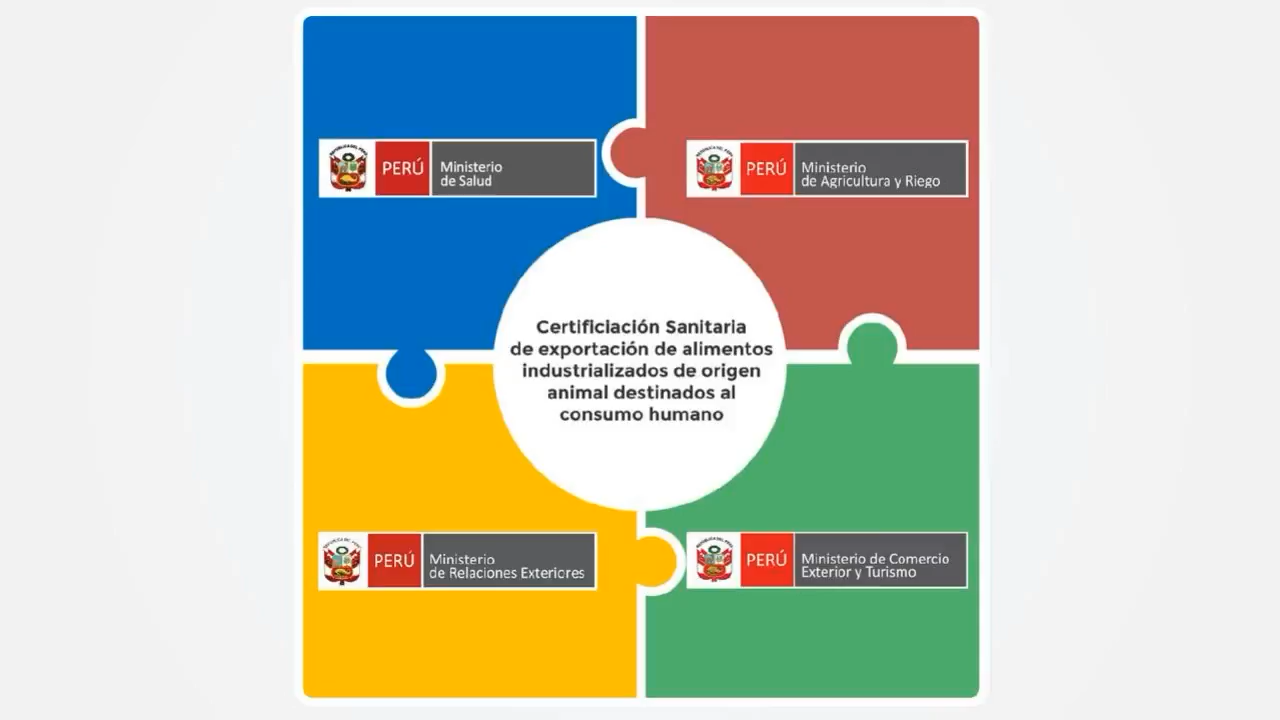 PERÚ
Ministerio
de Salud
PERÚ
Ministerio
de Agricultura y Riego
Certificiación Sanitaria
de exportación de alimentos
industrializados de origen
animal destinados al
consumo humano
PERÚ
Ministerio
de Relaciones Exteriores
PERÚ
Ministerio de Comercio
Exterior y Turismo